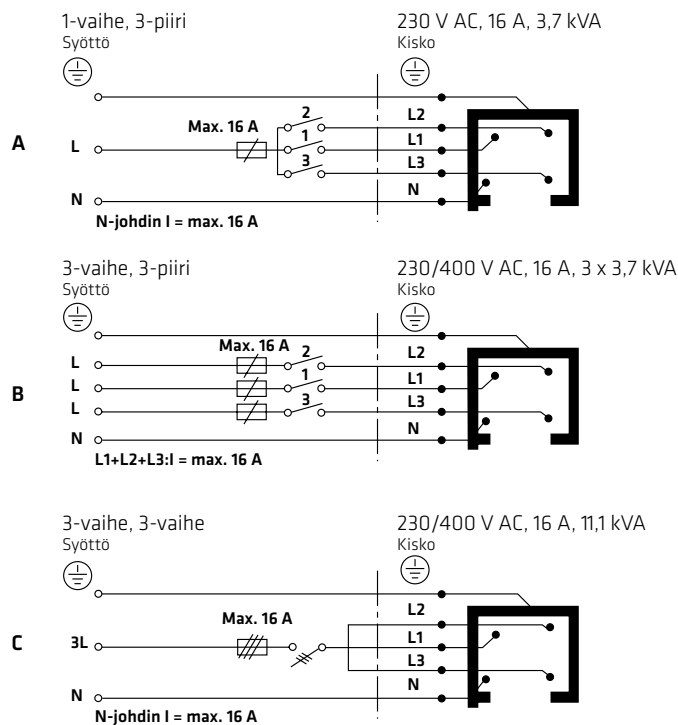 1-vaihe, 3-piiri
Syöttö
230 V AC, 16 A, 3,7 kVA
Kisko
A
L
Max. 16 A
2
1
3
L2
L1
L3
N
N
N-johdin I = max. 16 A
3-vaihe, 3-piiri
Syöttö
230/400 V AC, 16 A, 3 x 3,7 kVA
Kisko
B
L
L
L
Max. 16 A
2
1
3
L2
L1
L3
N
N
L1+L2+L3:I = max. 16 A
3-vaihe, 3-vaihe
Syöttö
230/400 V AC, 16 A, 11,1 kVA
Kisko
C
3L
Max. 16 A
L2
L1
L3
N
N
N-johdin I = max. 16 A